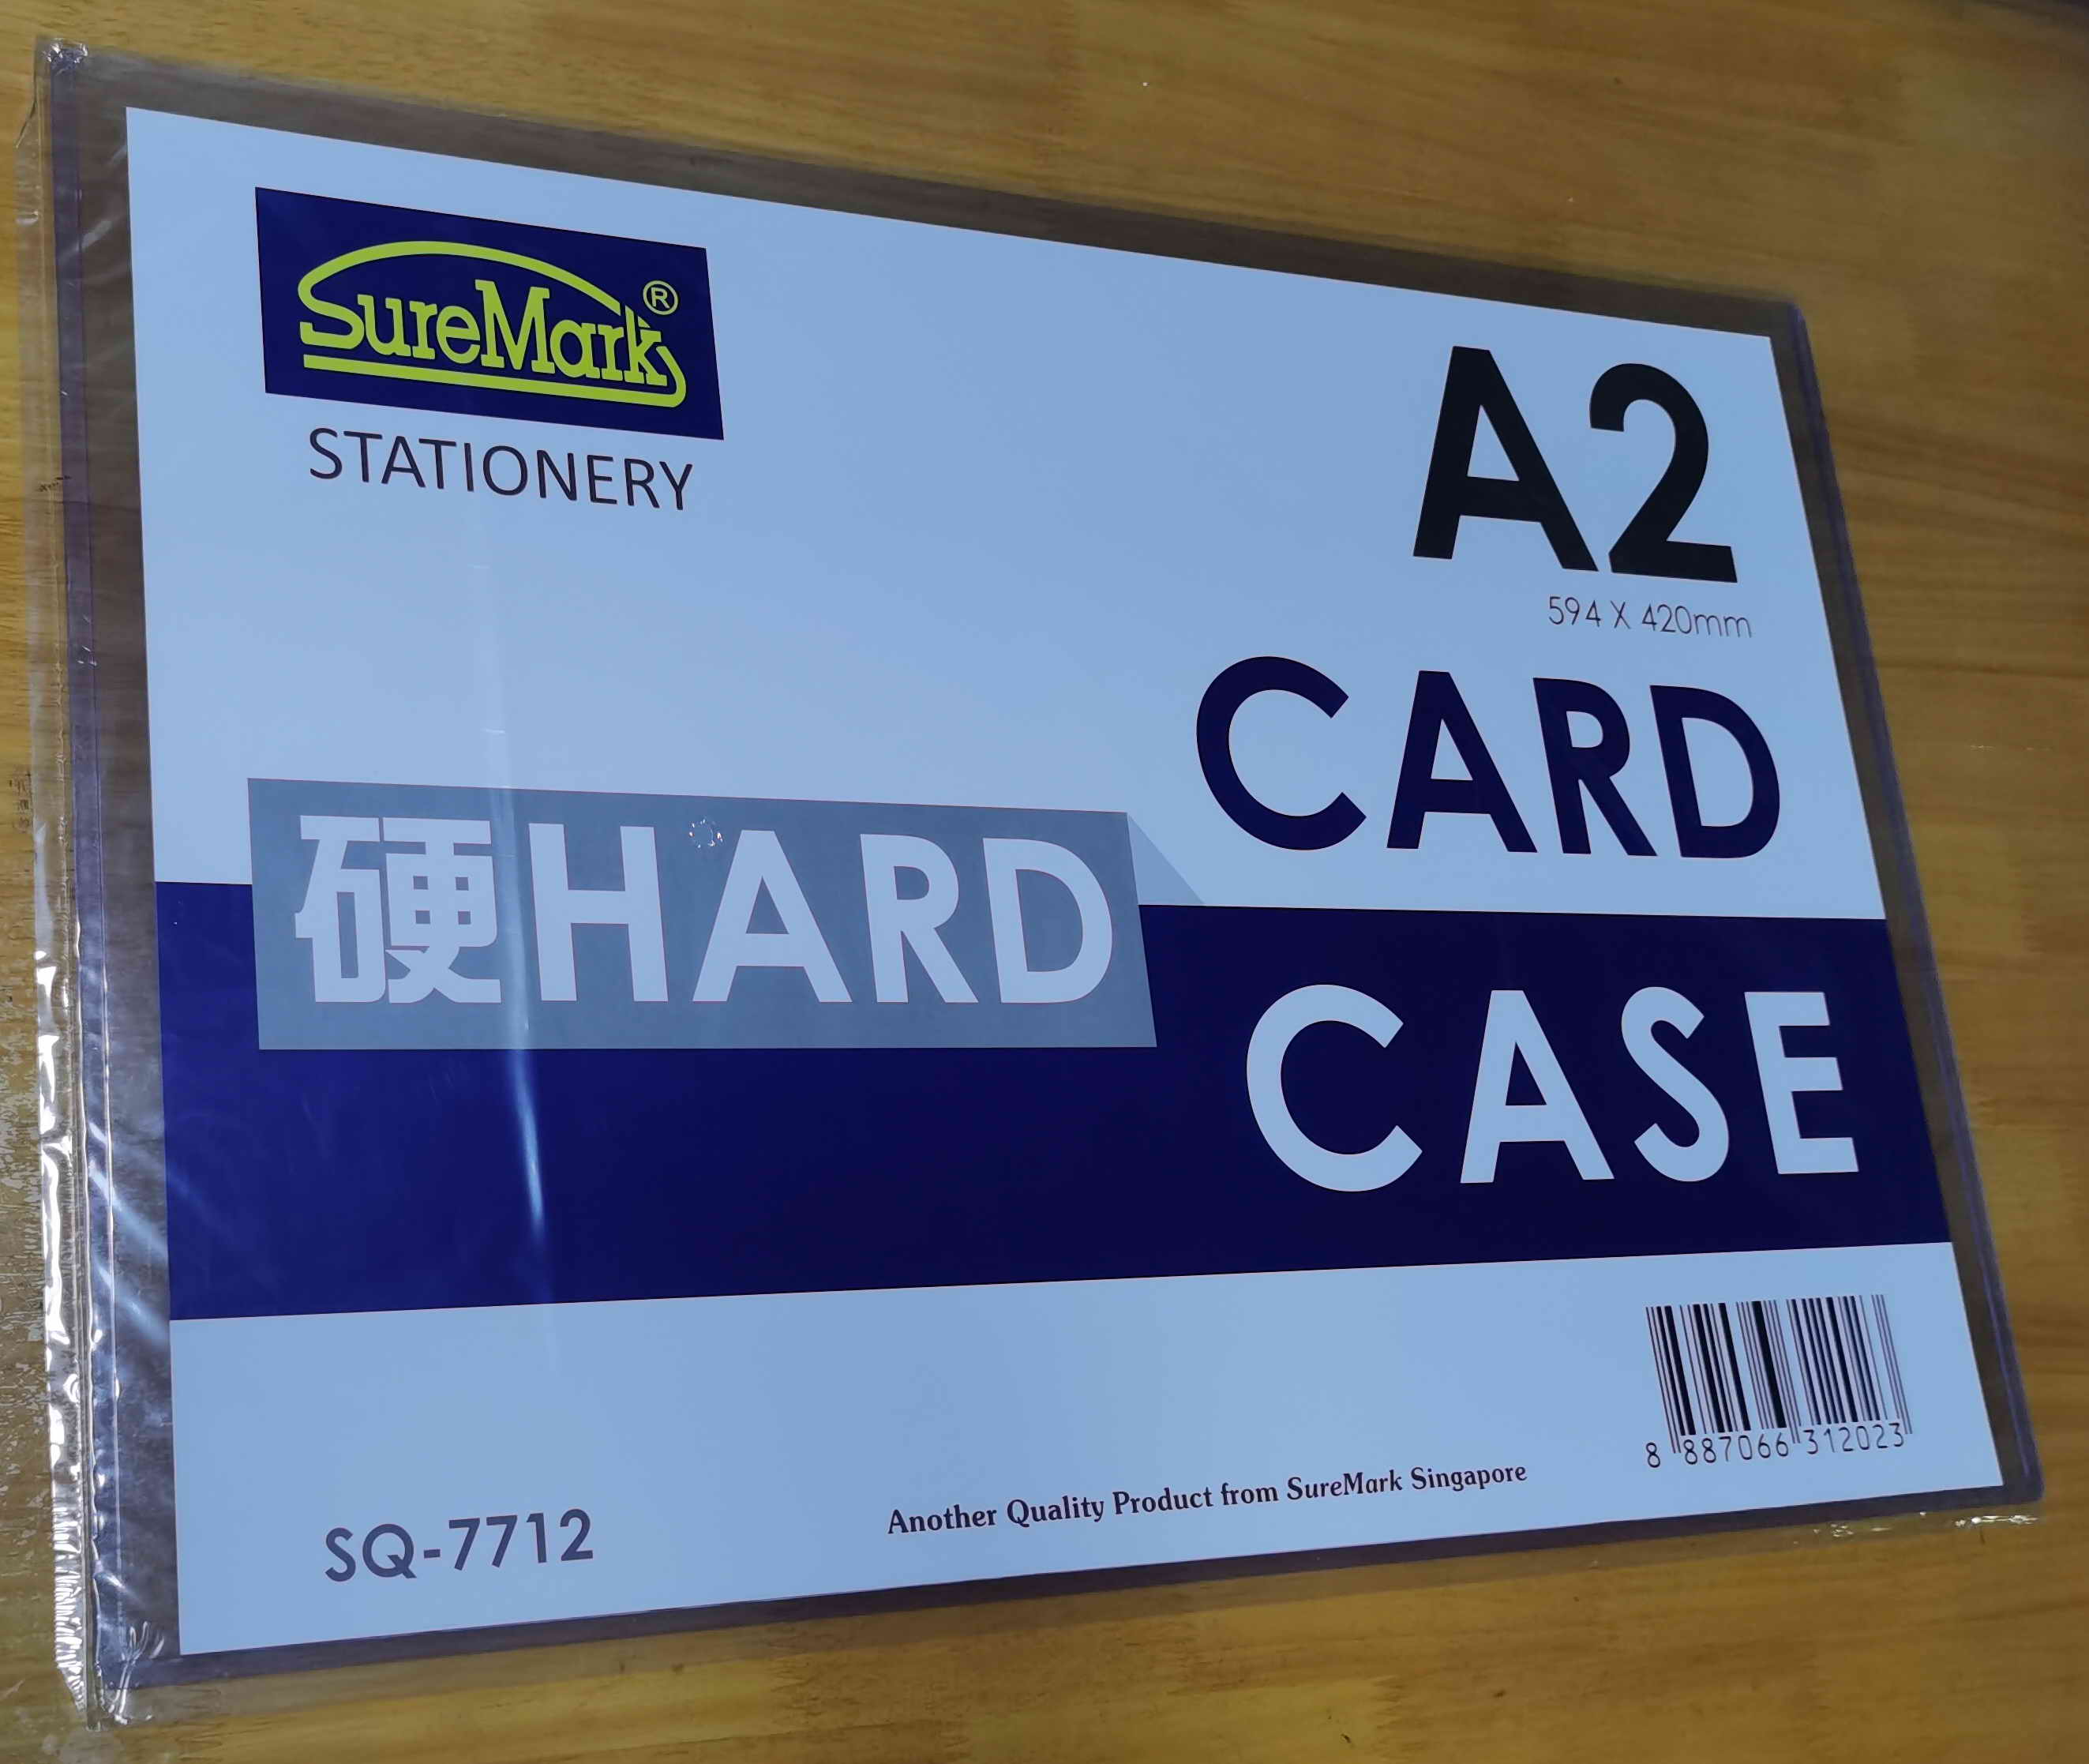 SureMark®
STATIONERY
A2
594 X 420mm
CARD
硬HARD
CASE
8 887066 312023
SQ-7712
Another Quality Product from SureMark Singapore